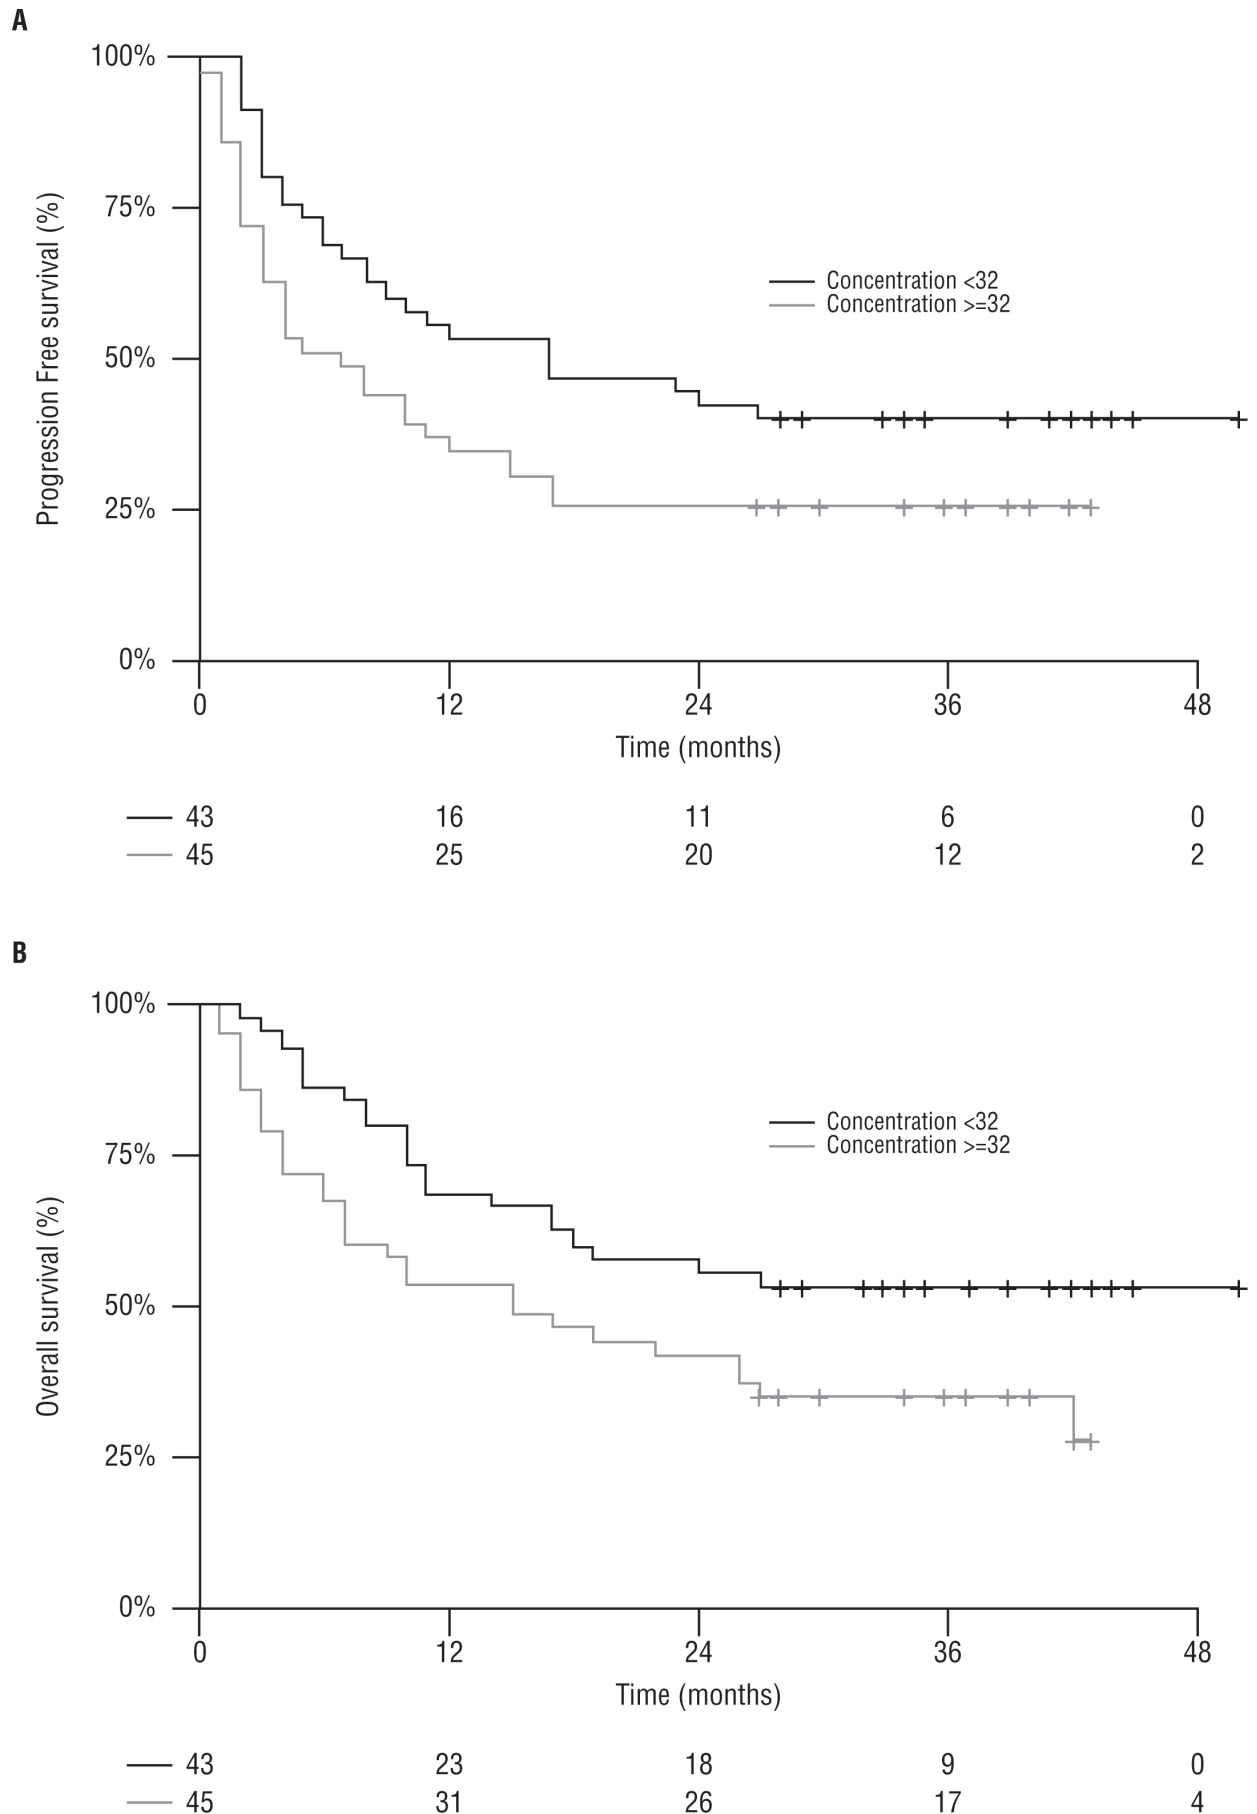 A
100%
75%
50%
25%
0%
Progression Free survival (%)
Concentration <32
Concentration >=32
0 12 24 36 48
Time (months)
43 16 11 6 0
45 25 20 12 2
B
100%
75%
50%
25%
0%
Overall survival (%)
Concentration <32
Concentration >=32
0 12 24 36 48
Time (months)
43 23 18 9 0
45 31 26 17 4